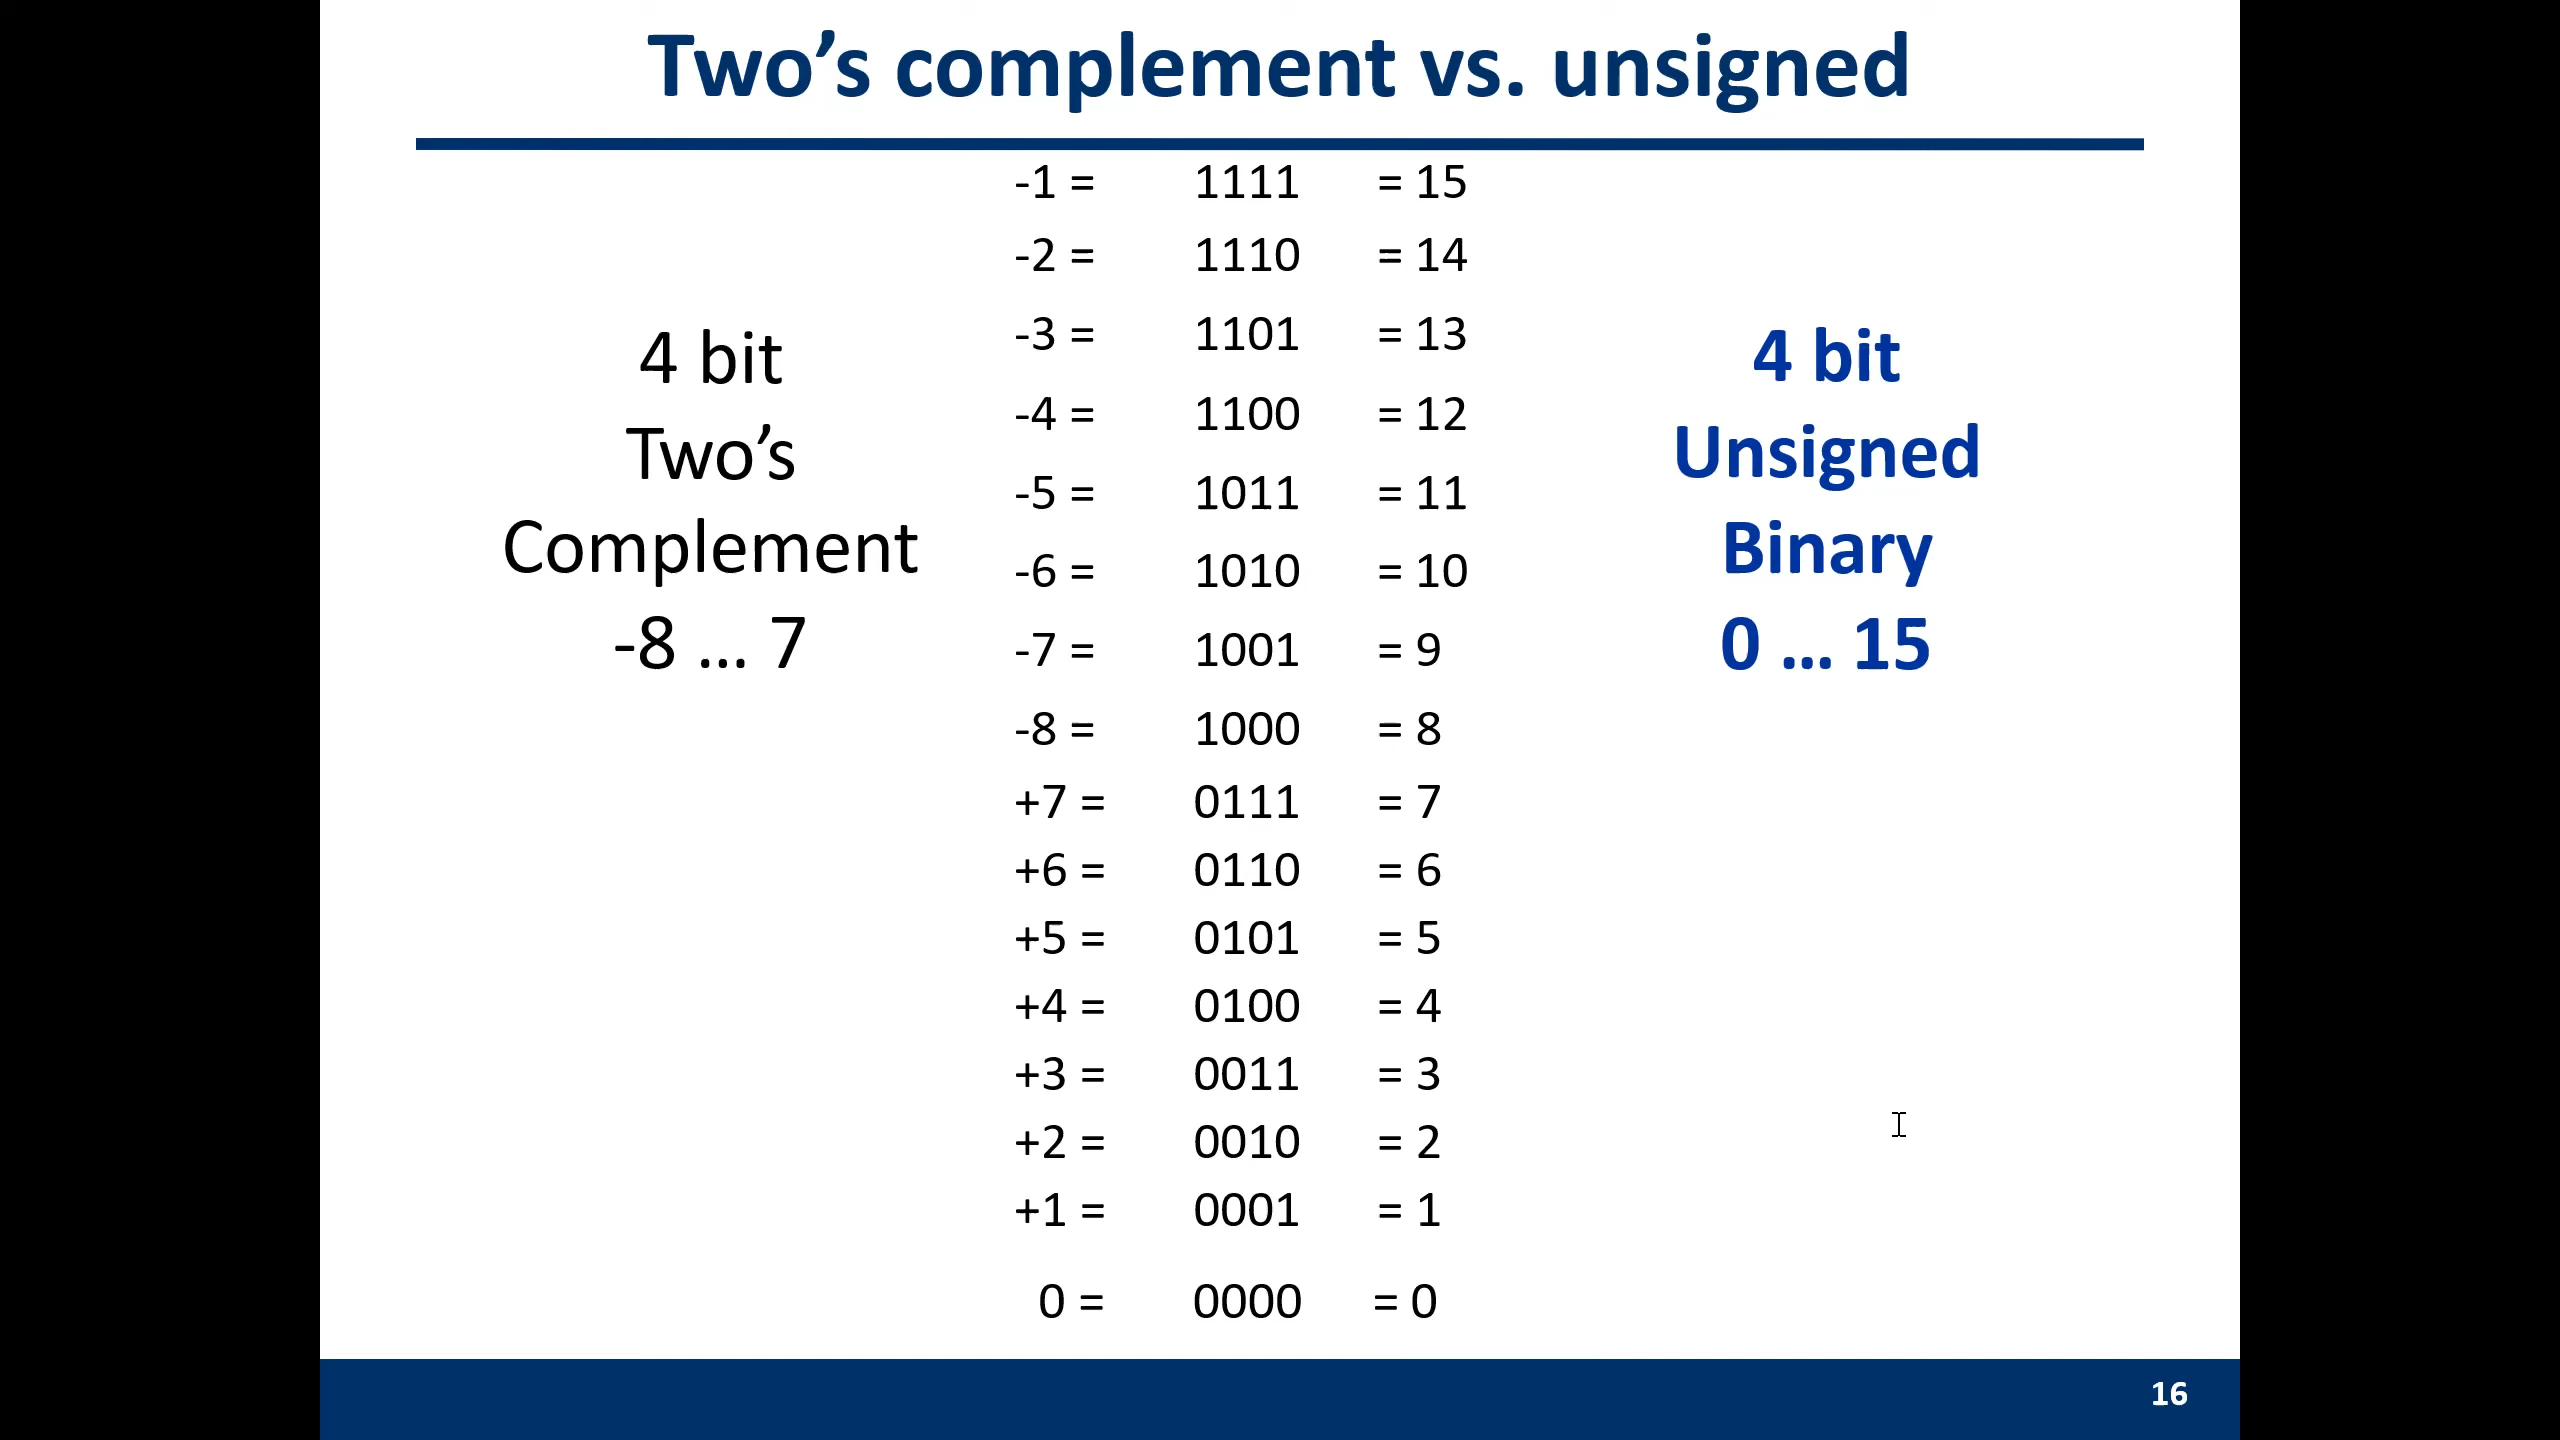 Two’s complement vs. unsigned
4 bit
Two’s
Complement
-8 ... 7
-1 = 1111 = 15
-2 = 1110 = 14
-3 = 1101 = 13
-4 = 1100 = 12
-5 = 1011 = 11
-6 = 1010 = 10
-7 = 1001 = 9
-8 = 1000 = 8
+7 = 0111 = 7
+6 = 0110 = 6
+5 = 0101 = 5
+4 = 0100 = 4
+3 = 0011 = 3
+2 = 0010 = 2
+1 = 0001 = 1
0 = 0000 = 0
4 bit
Unsigned
Binary
0 ... 15
16